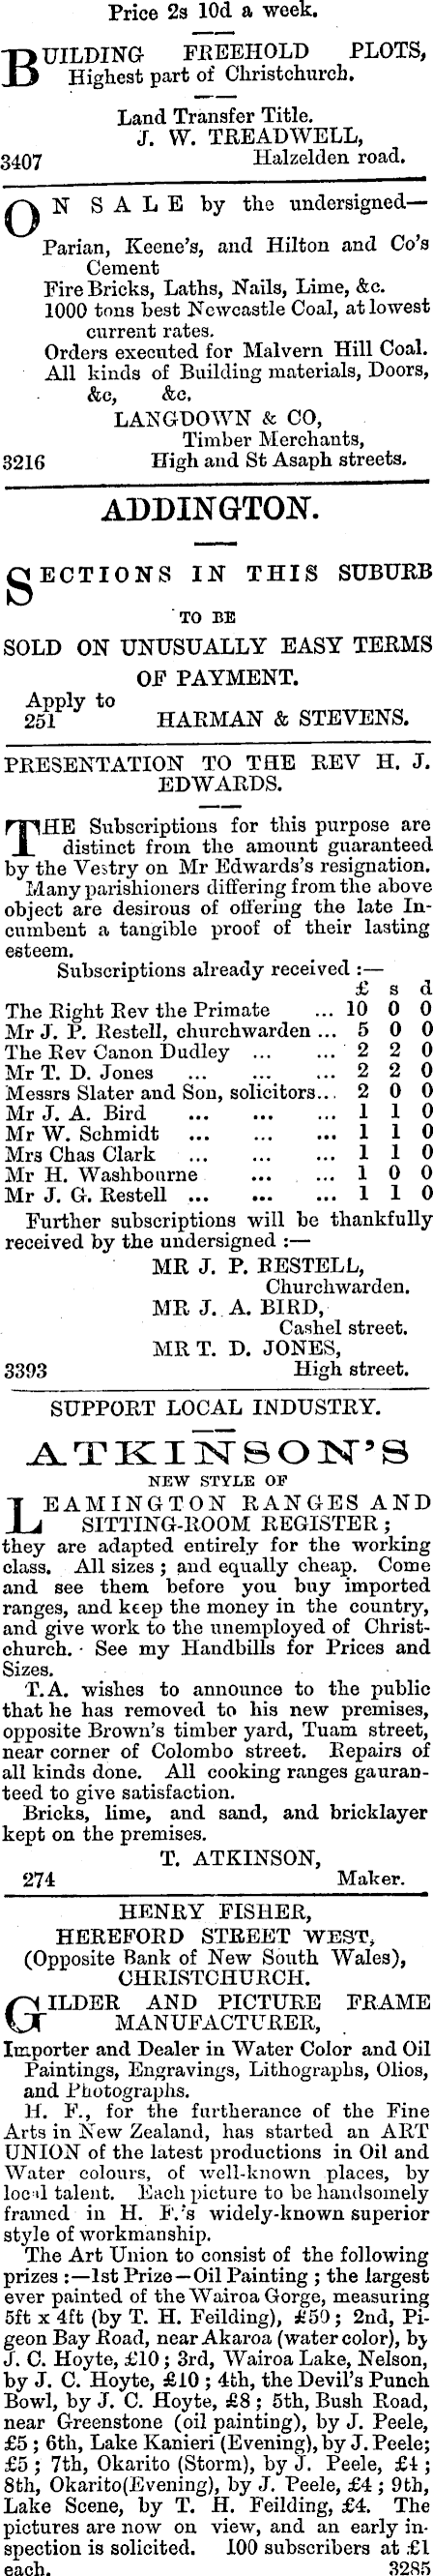 Price 2s 10d a week.
BUILDING FREEHOLD PLOTS,
Highest part of Christchurch.
Land Transfer Title.
J. W. TREADWELL,
3407 Halzelden road.
ON SALE by the undersigned—
Parian, Keene's, and Hilton and Co's
Cement
Fire Bricks, Laths, Nails, Lime, &c.
1000 tons best Newcastle Coal, at lowest
current rates.
Orders executed for Malvern Hill Coal.
All kinds of Building materials, Doors,
&c, &c.
LANGDOWN & CO,
Timber Merchants,
3216 High and St Asaph streets.
ADDINGTON.
SECTIONS IN THIS SUBURB
TO BE
SOLD ON UNUSUALLY EASY TERMS
OF PAYMENT.
Apply to
251 HARMAN & STEVENS.
PRESENTATION TO THE REV H. J.
EDWARDS.
THE Subscriptions for this purpose are
distinct from the amount guaranteed
by the Vestry on Mr Edwards's resignation.
Many parishioners differing from the above
object are desirous of offering the late In-
cumbent a tangible proof of their lasting
esteem.
Subscriptions already received :—
£ s d
The Right Rev the Primate ... 10 0 0
Mr J. P. Restell, churchwarden ... 5 0 0
The Rev Canon Dudley ... ... 2 2 0
Mr T. D. Jones ... ... ... 2 2 0
Messrs Slater and Son, solicitors... 2 0 0
Mr J. A. Bird ... ... ... 1 1 0
Mr W. Schmidt ... ... ... 1 1 0
Mrs Chas Clark ... ... ... 1 1 0
Mr H. Washbourne ... ... 1 0 0
Mr J. G. Restell ... ... ... 1 1 0
Further subscriptions will be thankfully
received by the undersigned :—
MR J. P. RESTELL,
Churchwarden.
MR J. A. BIRD,
Cashel street.
MR T. D. JONES,
3393 High street.
SUPPORT LOCAL INDUSTRY.
ATKINSON'S
NEW STYLE OF
LEAMINGTON RANGES AND
SITTING-ROOM REGISTER ;
they are adapted entirely for the working
class. All sizes ; and equally cheap. Come
and see them before you buy imported
ranges, and keep the money in the country,
and give work to the unemployed of Christ-
church. See my Handbills for Prices and
Sizes.
T.A. wishes to announce to the public
that he has removed to his new premises,
opposite Brown's timber yard, Tuam street,
near corner of Colombo street. Repairs of
all kinds done. All cooking ranges gauran-
teed to give satisfaction.
Bricks, lime, and sand, and bricklayer
kept on the premises.
T. ATKINSON,
274 Maker.
HENRY FISHER,
HEREFORD STREET WEST,
(Opposite Bank of New South Wales),
CHRISTCHURCH.
GILDER AND PICTURE FRAME
MANUFACTURER,
Importer and Dealer in Water Color and Oil
Paintings, Engravings, Lithographs, Olios,
and Photographs.
H. F., for the furtherance of the Fine
Arts in New Zealand, has started an ART
UNION of the latest productions in Oil and
Water colours, of well-known places, by
local talent. Each picture to be handsomely
framed in H. F.'s widely-known superior
style of workmanship.
The Art Union to consist of the following
prizes :—1st Prize—Oil Painting ; the largest
ever painted of the Wairoa Gorge, measuring
5ft x 4ft (by T. H. Feilding), £50 ; 2nd, Pi-
geon Bay Road, near Akaroa (water color), by
J. C. Hoyte, £10 ; 3rd, Wairoa Lake, Nelson,
by J. C. Hoyte, £10 ; 4th, the Devil's Punch
Bowl, by J. C. Hoyte, £8 ; 5th, Bush Road,
near Greenstone (oil painting), by J. Peele,
£5 ; 6th, Lake Kanieri (Evening), by J. Peele;
£5 ; 7th, Okarito (Storm), by J. Peele, £4 ;
8th, Okarito(Evening), by J. Peele, £4 ; 9th,
Lake Scene, by T. H. Feilding, £4. The
pictures are now on view, and an early in-
spection is solicited. 100 subscribers at £1
each. 3285